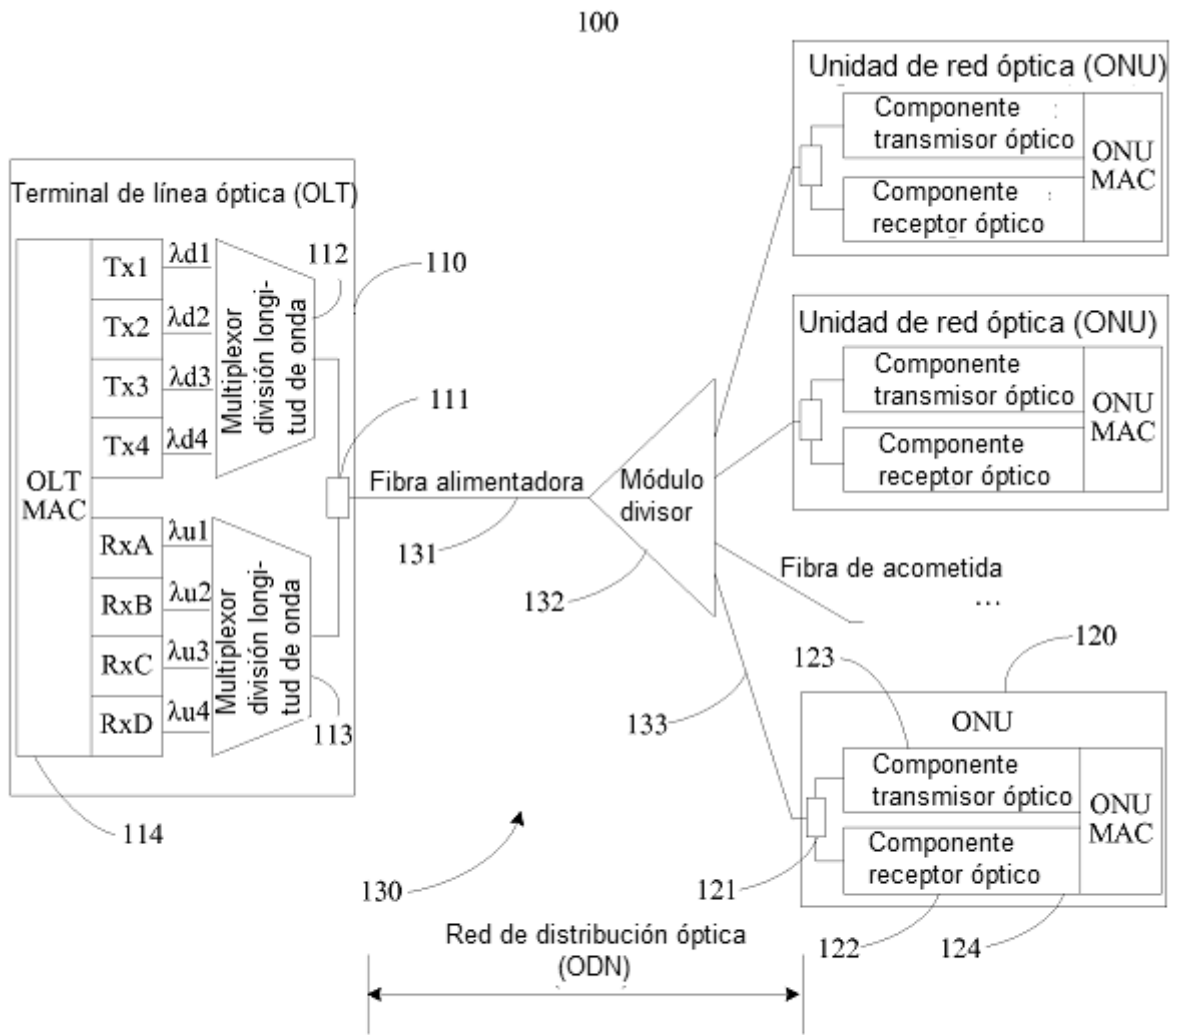 100
Unidad de red óptica (ONU)
Componente
transmisor óptico
ONU
MAC
Componente
receptor óptico
Terminal de línea óptica (OLT)
OLT
MAC
Tx1
λd1
Tx2
λd2
Tx3
λd3
Tx4
λd4
Multiplexor
división longi-
tud de onda
112
110
111
RxA
λu1
RxB
λu2
RxC
λu3
RxD
λu4
Multiplexor
división longi-
tud de onda
113
114
Fibra alimentadora
131
Módulo
divisor
132
Unidad de red óptica (ONU)
Componente
transmisor óptico
ONU
MAC
Componente
receptor óptico
Fibra de acometida
...
133
120
123
ONU
Componente
transmisor óptico
ONU
MAC
Componente
receptor óptico
121
122
124
130
Red de distribución óptica
(ODN)